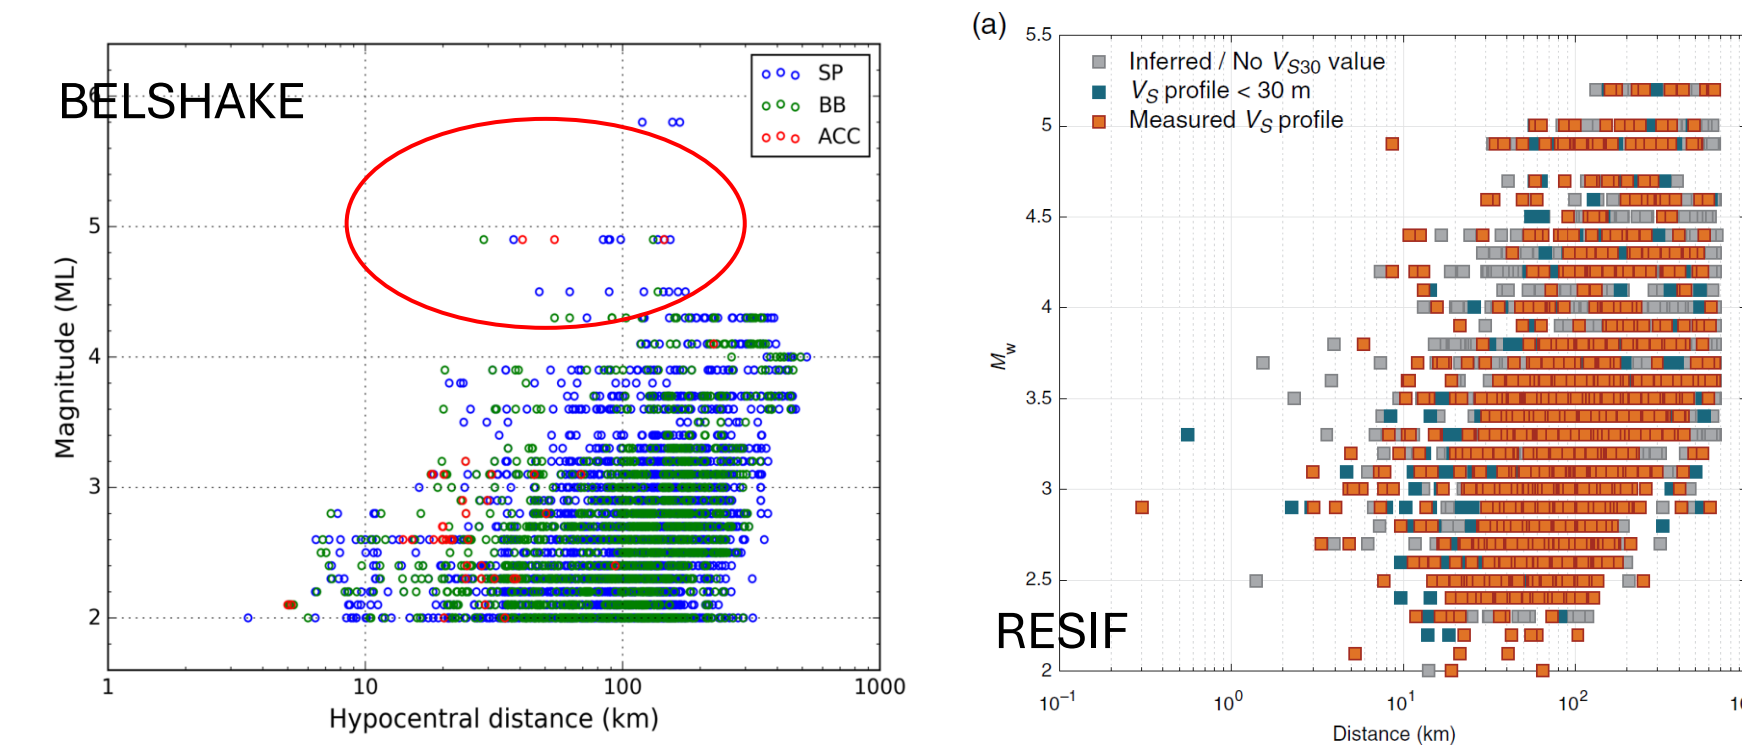 BELSHAKE
6
5
4
3
2
1
10
100
1000
Magnitude (ML)
Hypocentral distance (km)
SP
BB
ACC
(a)
5.5
5
4.5
4
3.5
3
2.5
2
Mw
Inferred / No VS30 value
VS profile < 30 m
Measured VS profile
RESIF
10−1
100
101
102
10
Distance (km)